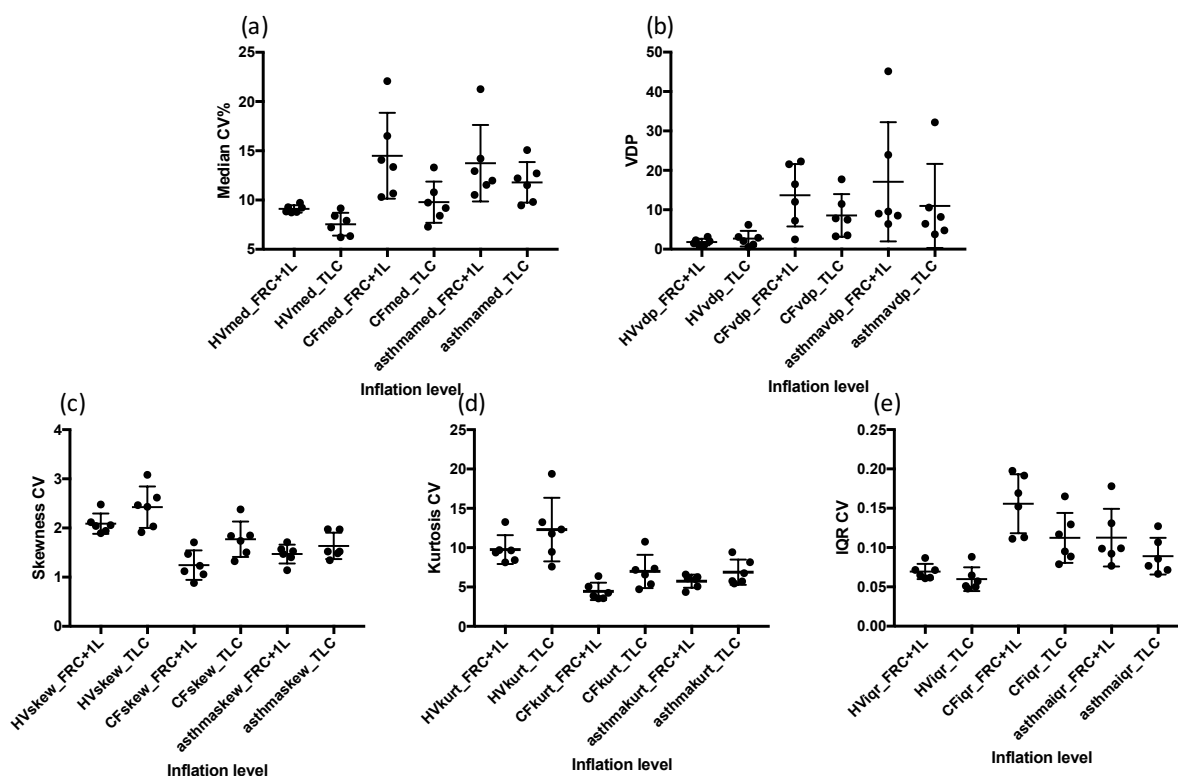 (a)
Median CV%
25
20
15
10
5
HVmed_FRC+1L
HVmed_TLC
CFmed_FRC+1L
CFmed_TLC
asthmamed_FRC+1L
asthmamed_TLC
Inflation level
(b)
VDP
50
40
30
20
10
0
HVvdp_FRC+1L
HVvdp_TLC
CFvdp_FRC+1L
CFvdp_TLC
asthmavdp_FRC+1L
asthmavdp_TLC
Inflation level
(c)
Skewness CV
4
3
2
1
0
HVskew_FRC+1L
HVskew_TLC
CFskew_FRC+1L
CFskew_TLC
asthmaskew_FRC+1L
asthmaskew_TLC
Inflation level
(d)
Kurtosis CV
25
20
15
10
5
0
HVkurt_FRC+1L
HVkurt_TLC
CFkurt_FRC+1L
CFkurt_TLC
asthmakurt_FRC+1L
asthmakurt_TLC
Inflation level
(e)
IQR CV
0.25
0.20
0.15
0.10
0.05
0.00
HViqr_FRC+1L
HViqr_TLC
CFiqr_FRC+1L
CFiqr_TLC
asthmaiqr_FRC+1L
asthmaiqr_TLC
Inflation level